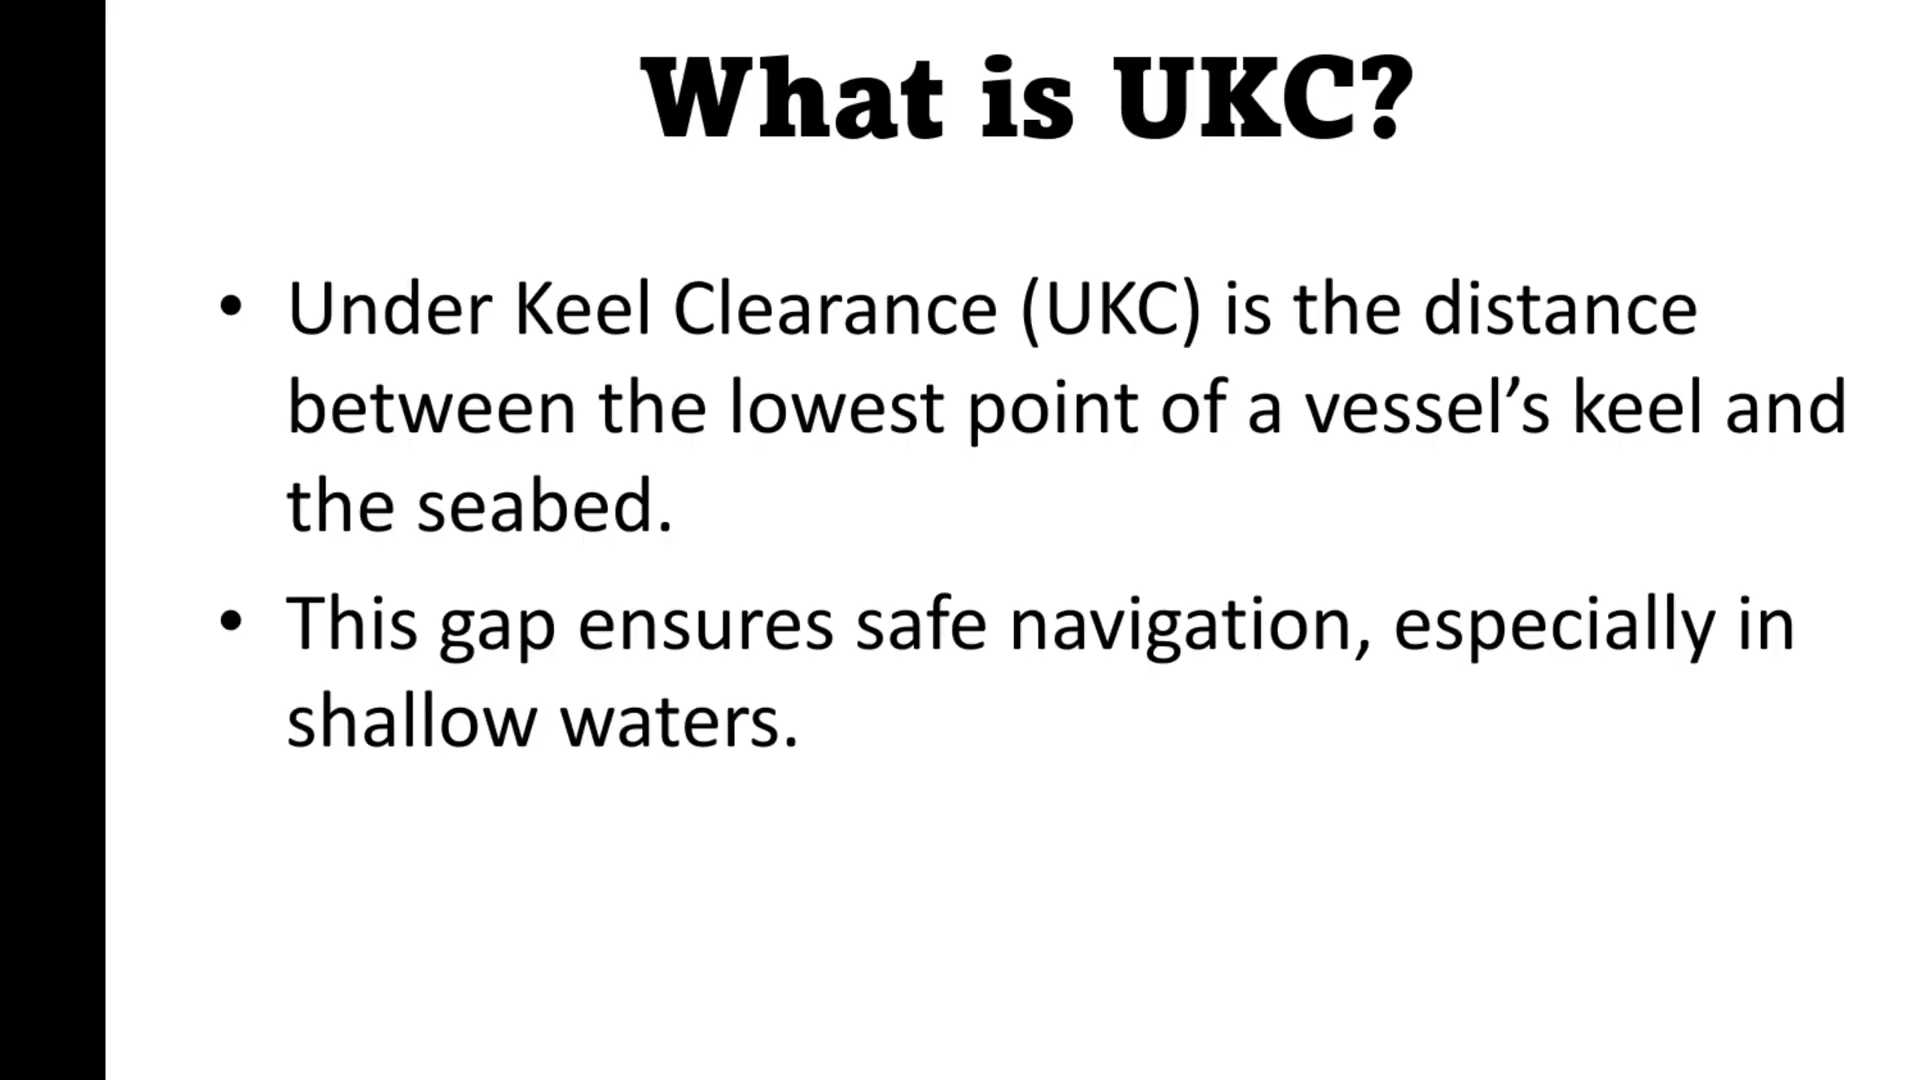 What is UKC?
• Under Keel Clearance (UKC) is the distance
between the lowest point of a vessel’s keel and
the seabed.
• This gap ensures safe navigation, especially in
shallow waters.